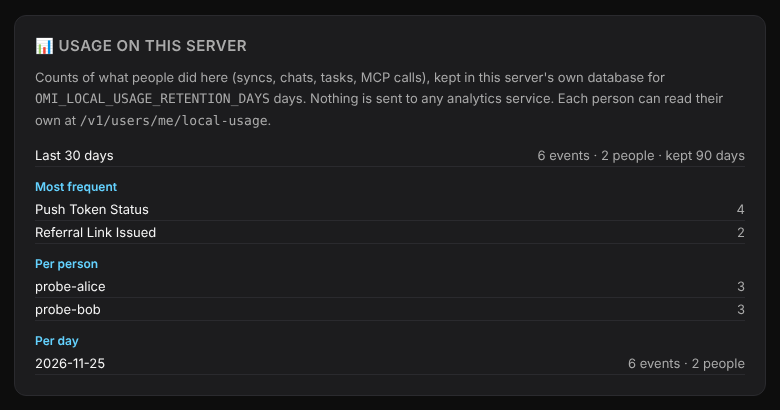 📊 USAGE ON THIS SERVER
Counts of what people did here (syncs, chats, tasks, MCP calls), kept in this server's own database for
OMI_LOCAL_USAGE_RETENTION_DAYS days. Nothing is sent to any analytics service. Each person can read their
own at /v1/users/me/local-usage.
Last 30 days 6 events · 2 people · kept 90 days
Most frequent
Push Token Status 4
Referral Link Issued 2
Per person
probe-alice 3
probe-bob 3
Per day
2026-11-25 6 events · 2 people